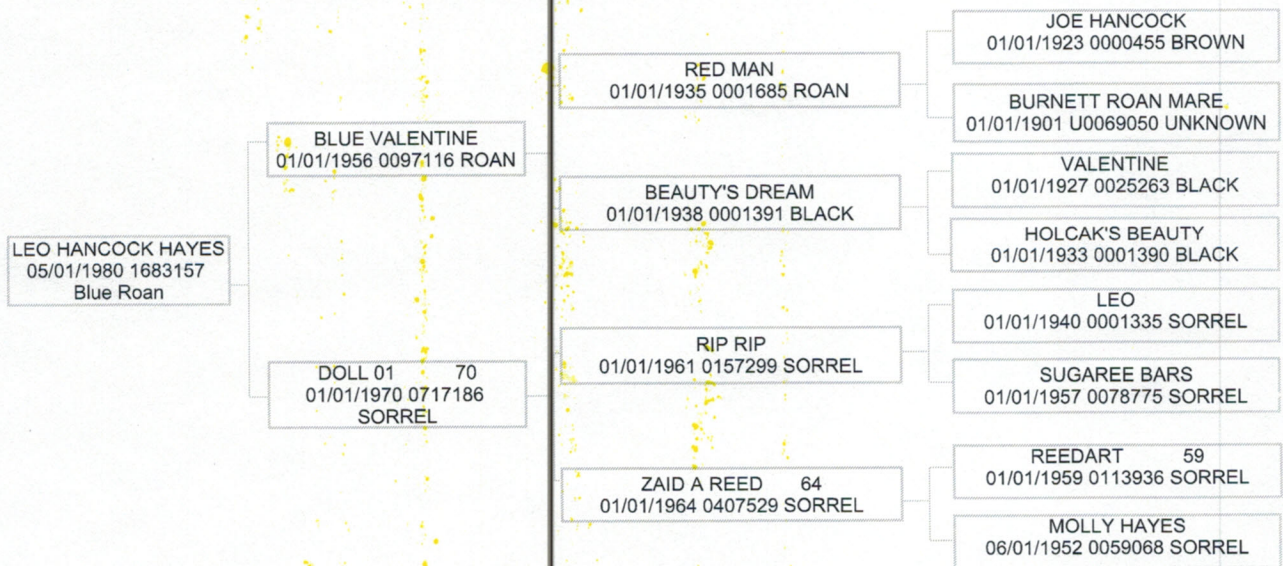 LEO HANCOCK HAYES
05/01/1980 1683157
Blue Roan
BLUE VALENTINE
01/01/1956 0097116 ROAN
DOLL 01 70
01/01/1970 0717186
SORREL
RED MAN
01/01/1935 0001685 ROAN
BEAUTY'S DREAM
01/01/1938 0001391 BLACK
RIP RIP
01/01/1961 0157299 SORREL
ZAID A REED 64
01/01/1964 0407529 SORREL
JOE HANCOCK
01/01/1923 0000455 BROWN
BURNETT ROAN MARE
01/01/1901 U0069050 UNKNOWN
VALENTINE
01/01/1927 0025263 BLACK
HOLCAK'S BEAUTY
01/01/1933 0001390 BLACK
LEO
01/01/1940 0001335 SORREL
SUGAREE BARS
01/01/1957 0078775 SORREL
REEDART 59
01/01/1959 0113936 SORREL
MOLLY HAYES
06/01/1952 0059068 SORREL